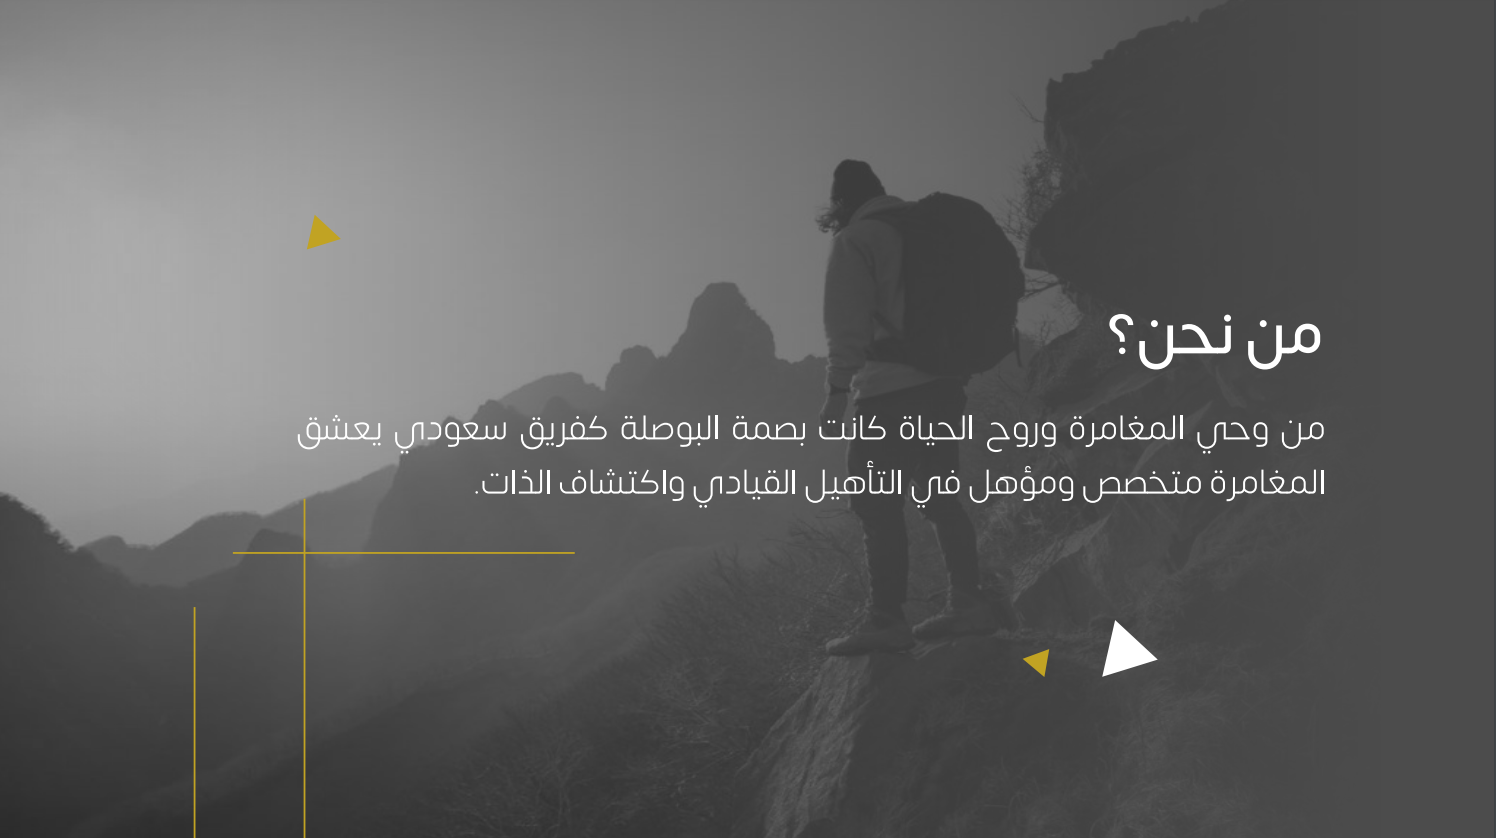 من نحن؟
من وحي المغامرة وروح الحياة كانت بصمة البوصلة كفريق سعودي يعشق
المغامرة متخصص ومؤهل في التأهيل القيادي واكتشاف الذات.